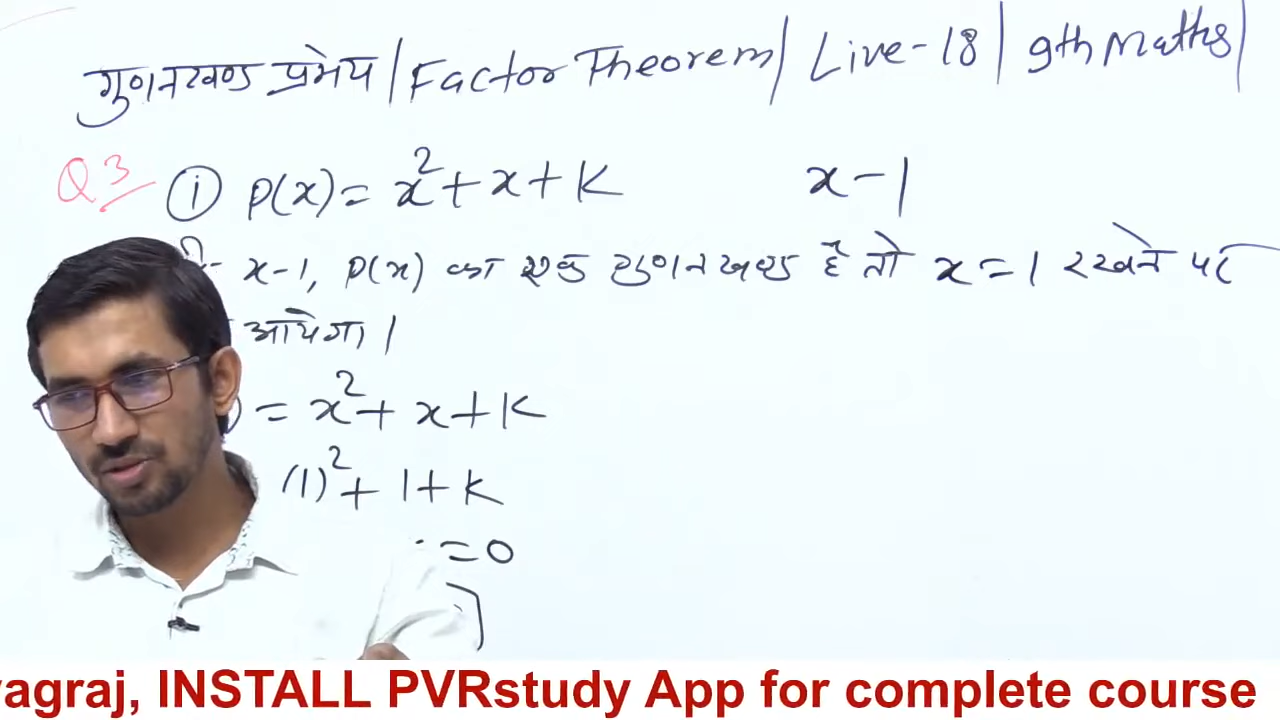 गुणनखण्ड प्रमेय / Factor Theorem / Live-18 / 9th Maths /
Q3 (i) P(x) = x² + x + K x - 1
x-1, P(x) का एक गुणनखण्ड है तो x = 1 रखने पर
आयेगा ।
= x² + x + K
(1)² + 1 + K
= 0
yagraj, INSTALL PVRstudy App for complete course